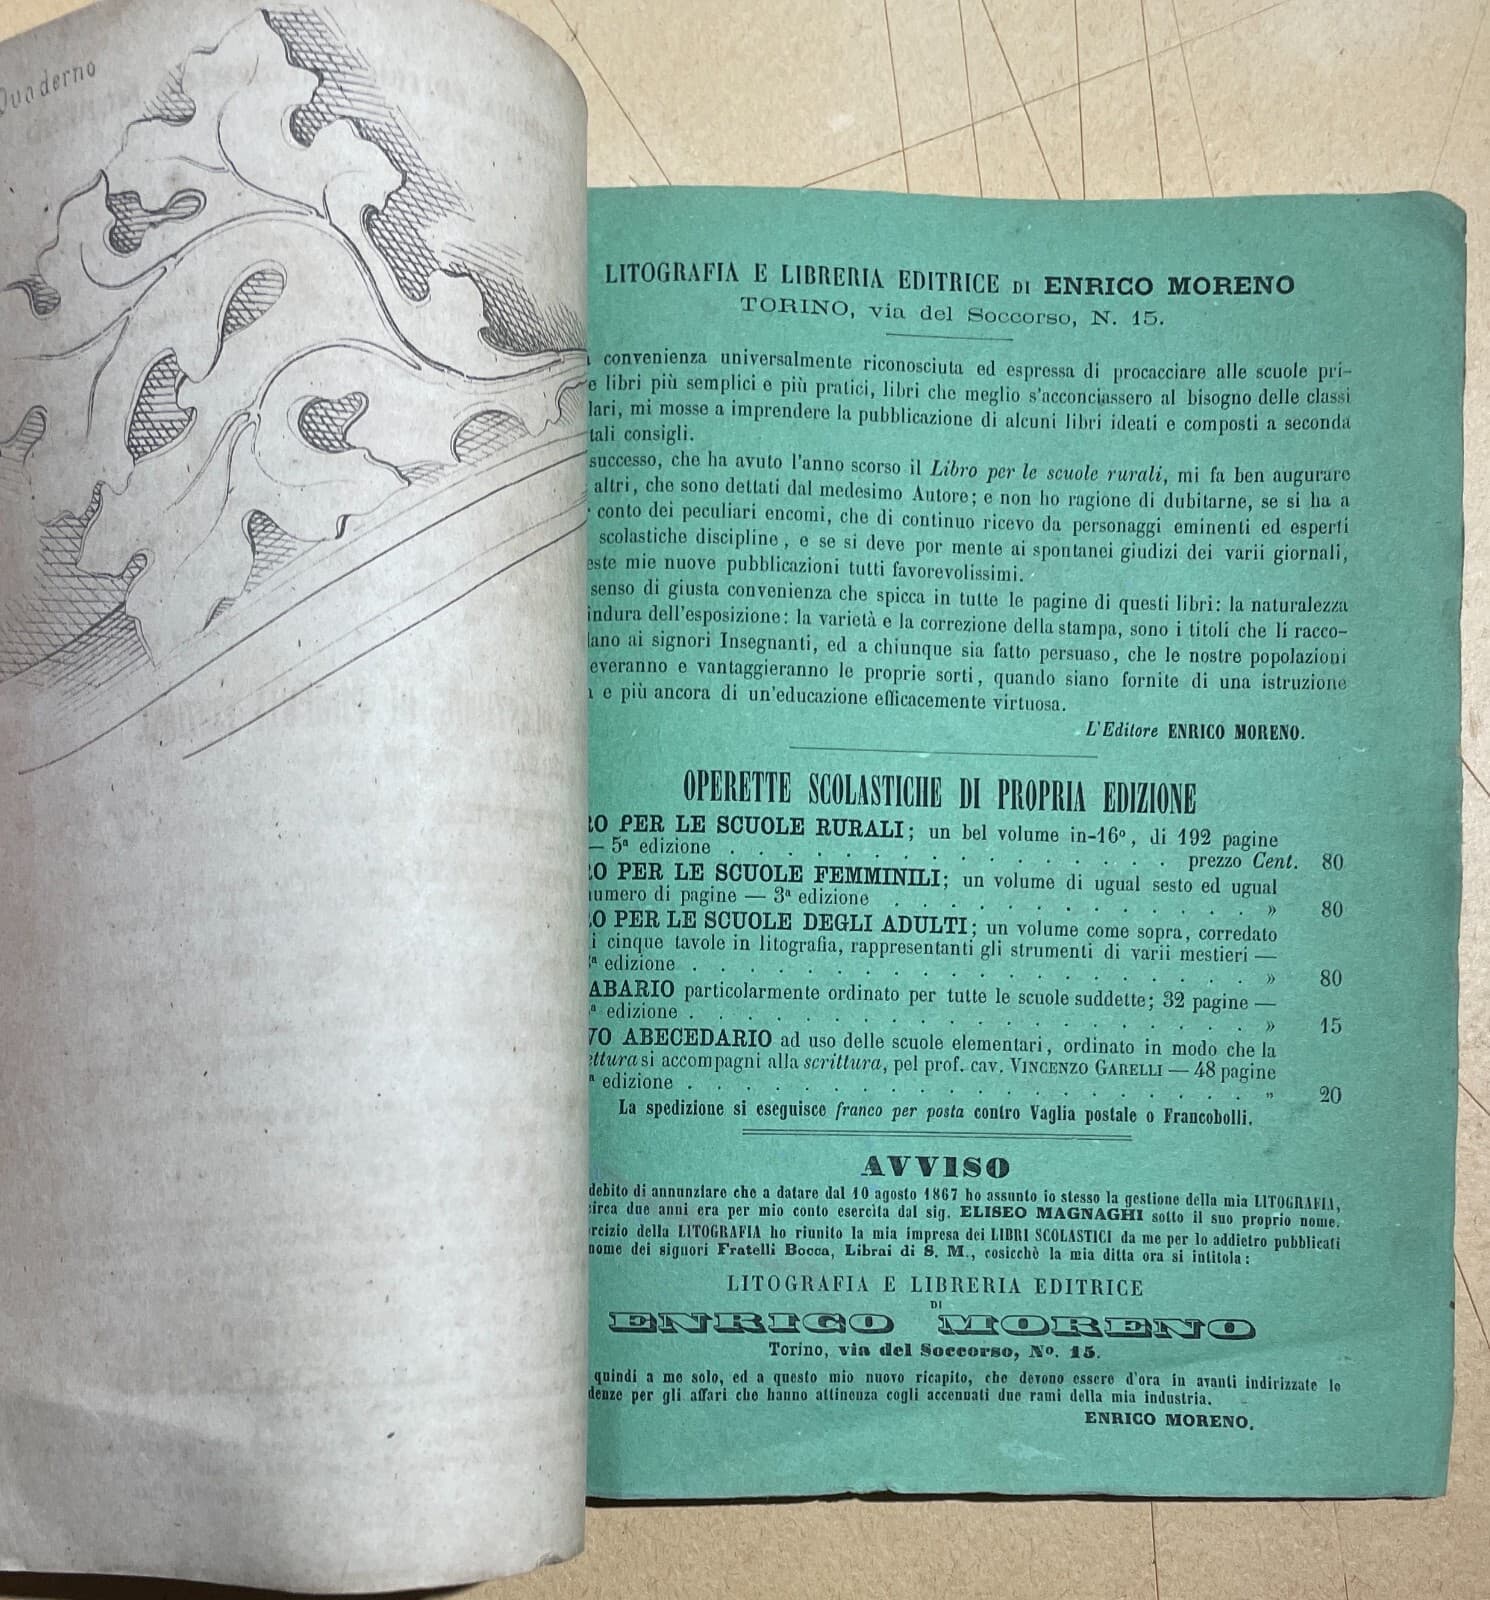 Quaderno
LITOGRAFIA E LIBRERIA EDITRICE DI ENRICO MORENO
TORINO, via del Soccorso, N. 15.
convenienza universalmente riconosciuta ed espressa di procacciare alle scuole pri-
e libri più semplici e più pratici, libri che meglio s'acconciassero al bisogno delle classi
lari, mi mosse a imprendere la pubblicazione di alcuni libri ideati e composti a seconda
tali consigli.
successo, che ha avuto l'anno scorso il Libro per le scuole rurali, mi fa ben augurare
altri, che sono dettati dal medesimo Autore; e non ho ragione di dubitarne, se si ha a
conto dei peculiari encomi, che di continuo ricevo da personaggi eminenti ed esperti
scolastiche discipline, e se si deve por mente ai spontanei giudizi dei varii giornali,
este mie nuove pubblicazioni tutti favorevolissimi.
senso di giusta convenienza che spicca in tutte le pagine di questi libri: la naturalezza
indura dell'esposizione: la varietà e la correzione della stampa, sono i titoli che li racco-
ano ai signori Insegnanti, ed a chiunque sia fatto persuaso, che le nostre popolazioni
everanno e vantaggieranno le proprie sorti, quando siano fornite di una istruzione
e più ancora di un'educazione efficacemente virtuosa.
L'Editore ENRICO MORENO.
OPERETTE SCOLASTICHE DI PROPRIA EDIZIONE
RO PER LE SCUOLE RURALI; un bel volume in-16º, di 192 pagine
— 5ª edizione . . . . . . . . . . . . prezzo Cent. 80
RO PER LE SCUOLE FEMMINILI; un volume di ugual sesto ed ugual
numero di pagine — 3ª edizione . . . . . . . . . . . . » 80
RO PER LE SCUOLE DEGLI ADULTI; un volume come sopra, corredato
i cinque tavole in litografia, rappresentanti gli strumenti di varii mestieri —
ª edizione . . . . . . . . . . . . » 80
ABARIO particolarmente ordinato per tutte le scuole suddette; 32 pagine —
ª edizione . . . . . . . . . . . . » 15
VO ABECEDARIO ad uso delle scuole elementari, ordinato in modo che la
ettura si accompagni alla scrittura, pel prof. cav. VINCENZO GARELLI — 48 pagine
ª edizione . . . . . . . . . . . . » 20
La spedizione si eseguisce franco per posta contro Vaglia postale o Francobolli.
AVVISO
debito di annunziare che a datare dal 10 agosto 1867 ho assunto io stesso la gestione della mia LITOGRAFIA,
circa due anni era per mio conto esercita dal sig. ELISEO MAGNAGHI sotto il suo proprio nome.
rcizio della LITOGRAFIA ho riunito la mia impresa dei LIBRI SCOLASTICI da me per lo addietro pubblicati
nome dei signori Fratelli Bocca, Librai di S. M., cosicchè la mia ditta ora si intitola:
LITOGRAFIA E LIBRERIA EDITRICE
DI
ENRICO MORENO
Torino, via del Soccorso, Nº. 15.
quindi a me solo, ed a questo mio nuovo ricapito, che devono essere d'ora in avanti indirizzate le
denze per gli affari che hanno attinenza cogli accennati due rami della mia industria.
ENRICO MORENO.